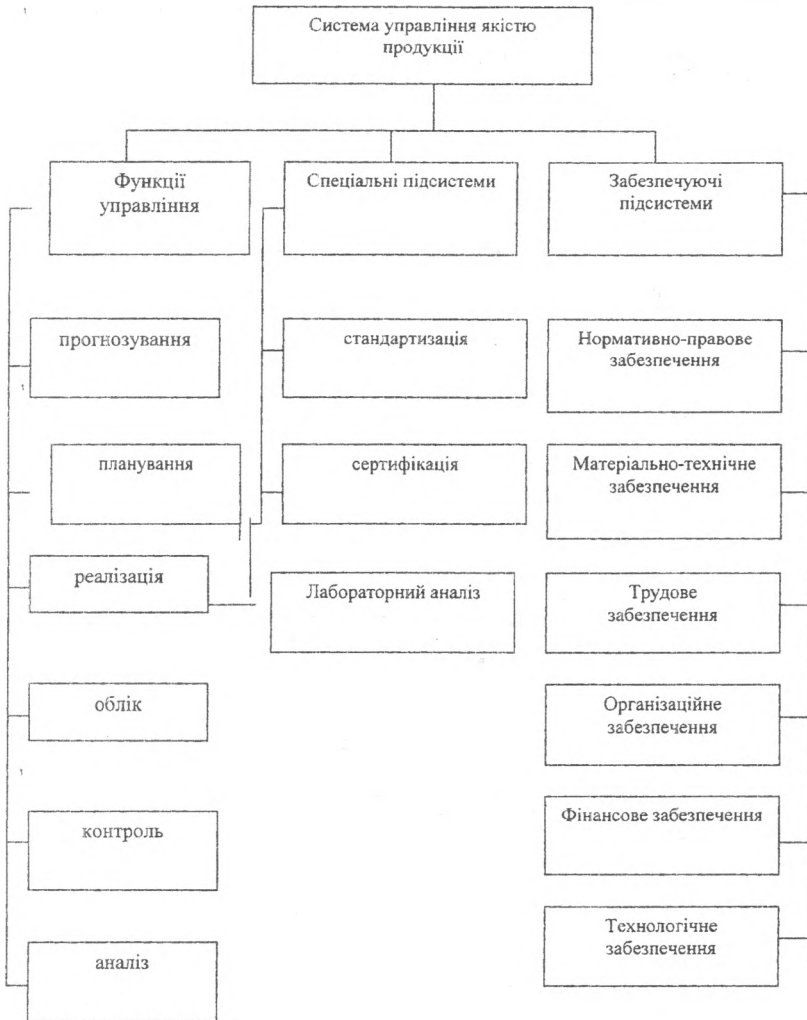 Система управління якістю
продукції
Функції
управління
Спеціальні підсистеми
Забезпечуючі
підсистеми
прогнозування
стандартизація
Нормативно-правове
забезпечення
планування
сертифікація
Матеріально-технічне
забезпечення
реалізація
Лабораторний аналіз
Трудове
забезпечення
облік
Організаційне
забезпечення
контроль
Фінансове забезпечення
аналіз
Технологічне
забезпечення